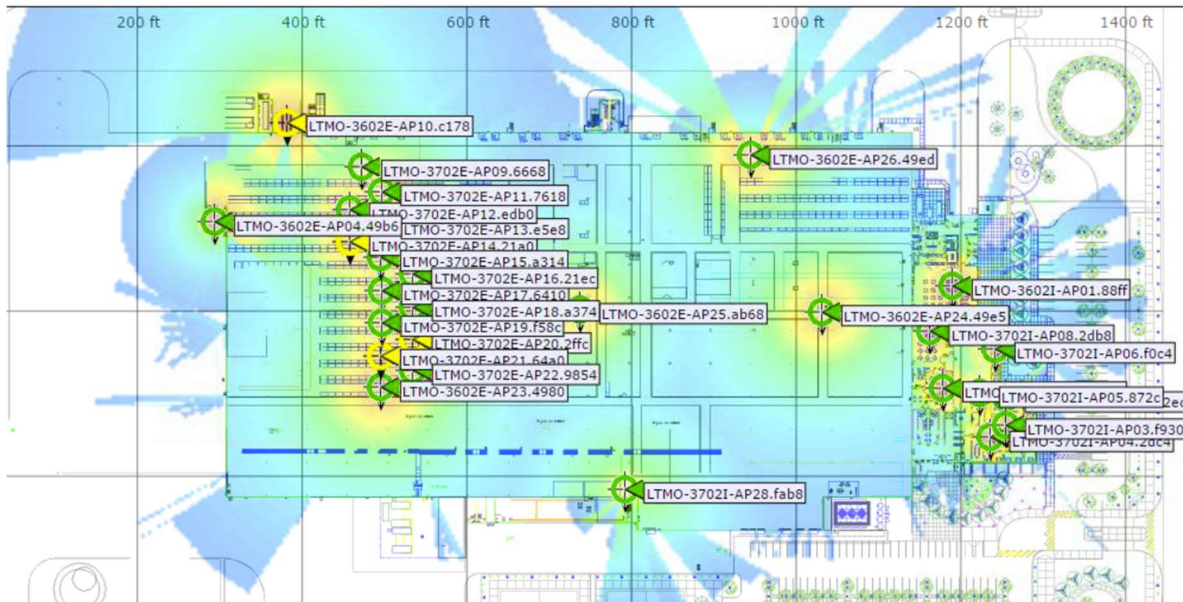 200 ft 400 ft 600 ft 800 ft 1000 ft 1200 ft 1400 ft
LTMO-3602E-AP10.c178
LTMO-3602E-AP26.49ed
LTMO-3702E-AP09.6668
LTMO-3702E-AP11.7618
LTMO-3702E-AP12.edb0
LTMO-3602E-AP04.49b6
LTMO-3702E-AP13.e5e8
LTMO-3702E-AP14.21a0
LTMO-3702E-AP15.a314
LTMO-3702E-AP16.21ec
LTMO-3602I-AP01.88ff
LTMO-3702E-AP17.6410
LTMO-3702E-AP18.a374
LTMO-3602E-AP25.ab68
LTMO-3602E-AP24.49e5
LTMO-3702E-AP19.f58c
LTMO-3702I-AP08.2db8
LTMO-3702E-AP20.2ffc
LTMO-3702I-AP06.f0c4
LTMO-3702E-AP21.64a0
LTMO-3702E-AP22.9854
LTMO-3602E-AP23.4980
LTMO-3702I-AP05.872c
LTMO-3702I-AP03.f930
LTMO-3702I-AP04.2dc4
LTMO-3702I-AP28.fab8